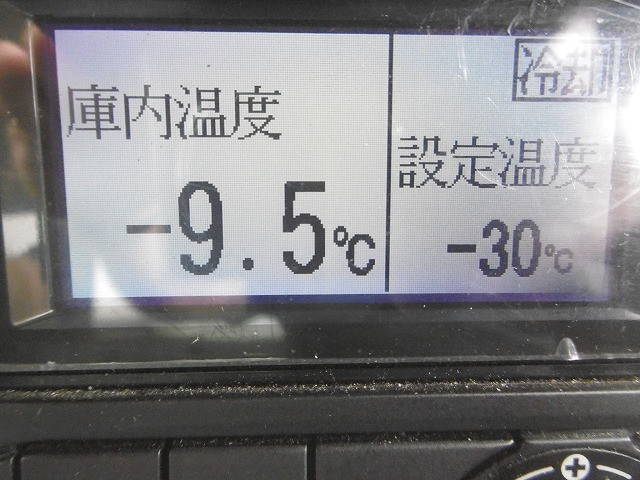 庫内温度
-9.5℃
冷却
設定温度
-30℃